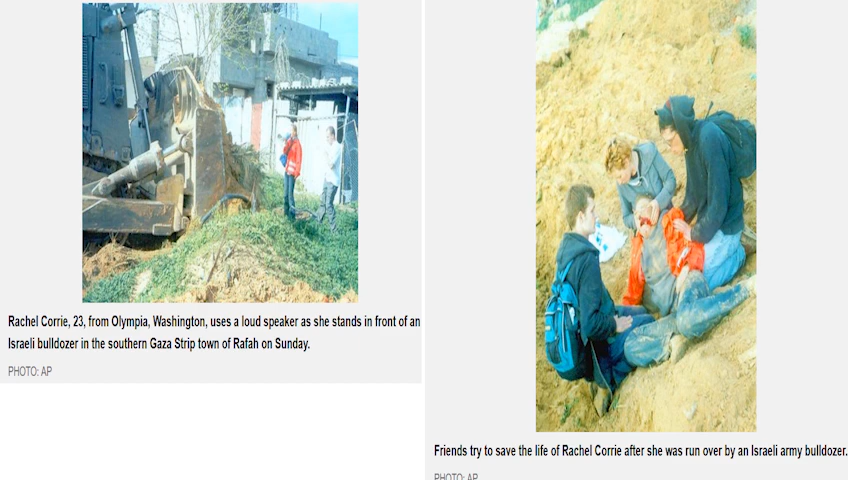 Rachel Corrie, 23, from Olympia, Washington, uses a loud speaker as she stands in front of an
Israeli bulldozer in the southern Gaza Strip town of Rafah on Sunday.
PHOTO: AP
Friends try to save the life of Rachel Corrie after she was run over by an Israeli army bulldozer.
PHOTO: AP